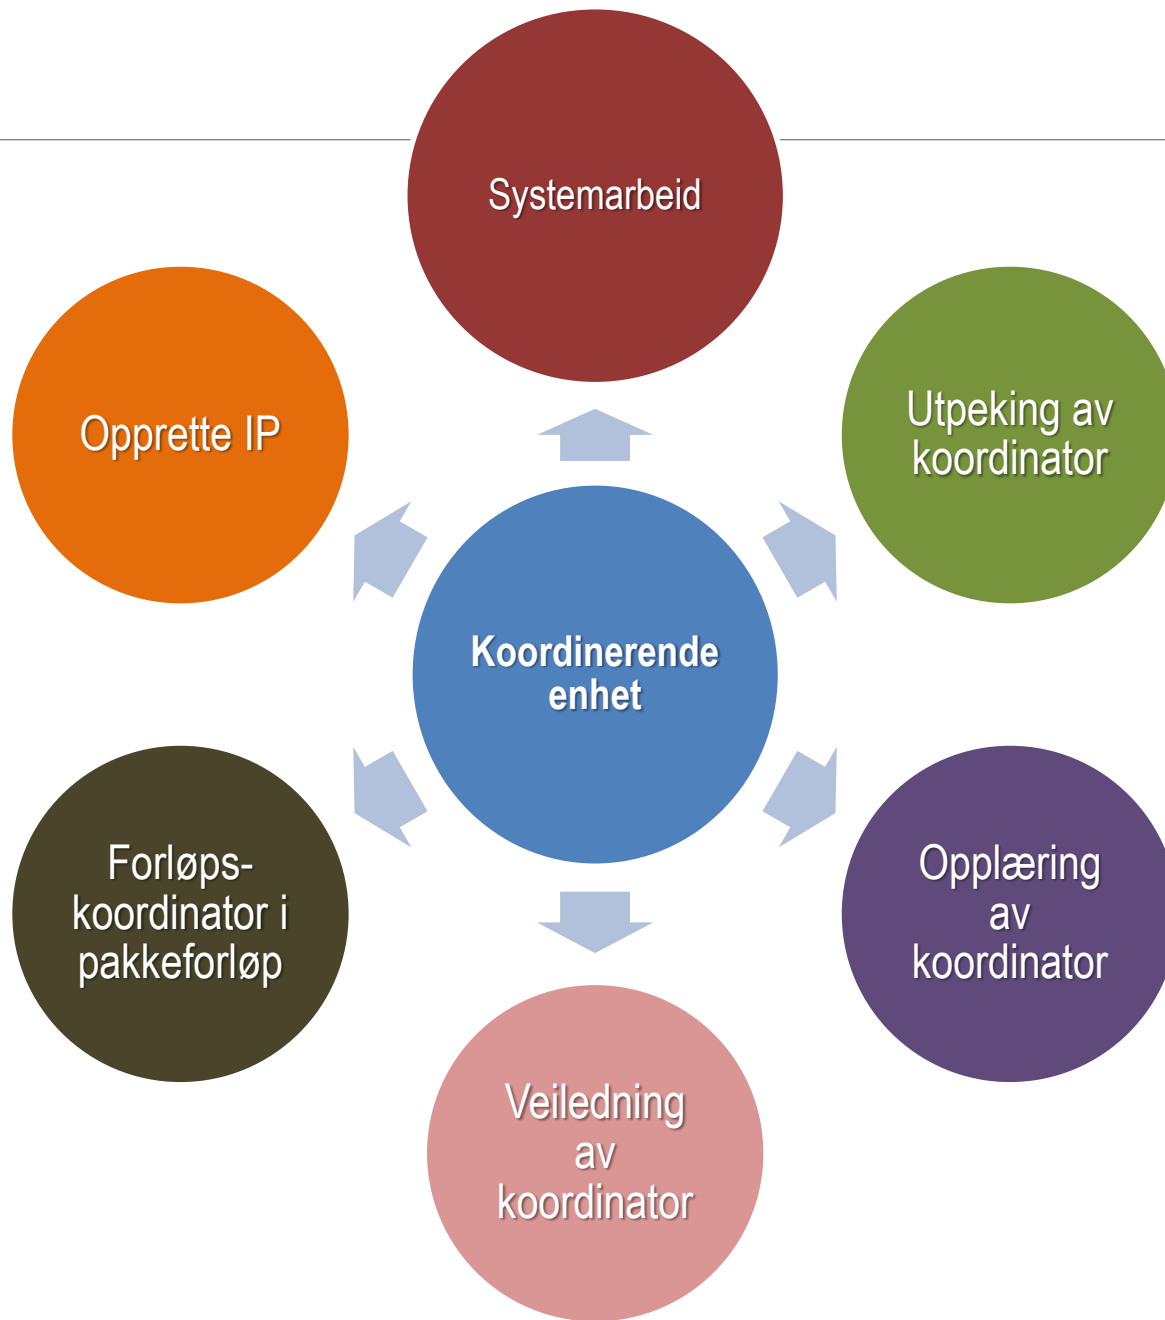 Systemarbeid
Opprette IP
Utpeking av
koordinator
Koordinerende
enhet
Forløps-
koordinator i
pakkeforløp
Opplæring
av
koordinator
Veiledning
av
koordinator